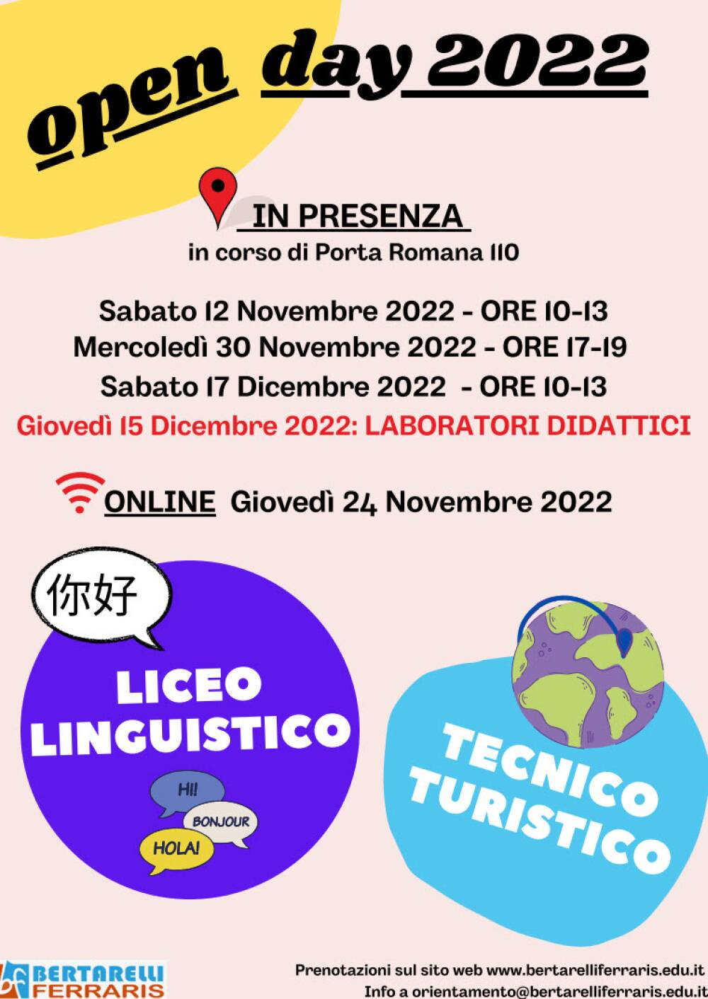 open day 2022
IN PRESENZA
in corso di Porta Romana 110
Sabato 12 Novembre 2022 - ORE 10-13
Mercoledì 30 Novembre 2022 - ORE 17-19
Sabato 17 Dicembre 2022 - ORE 10-13
Giovedì 15 Dicembre 2022: LABORATORI DIDATTICI
ONLINE Giovedì 24 Novembre 2022
你好
LICEO
LINGUISTICO
HI!
BONJOUR
HOLA!
TECNICO
TURISTICO
bf BERTARELLI
FERRARIS
Prenotazioni sul sito web www.bertarelliferraris.edu.it
Info a orientamento@bertarelliferraris.edu.it